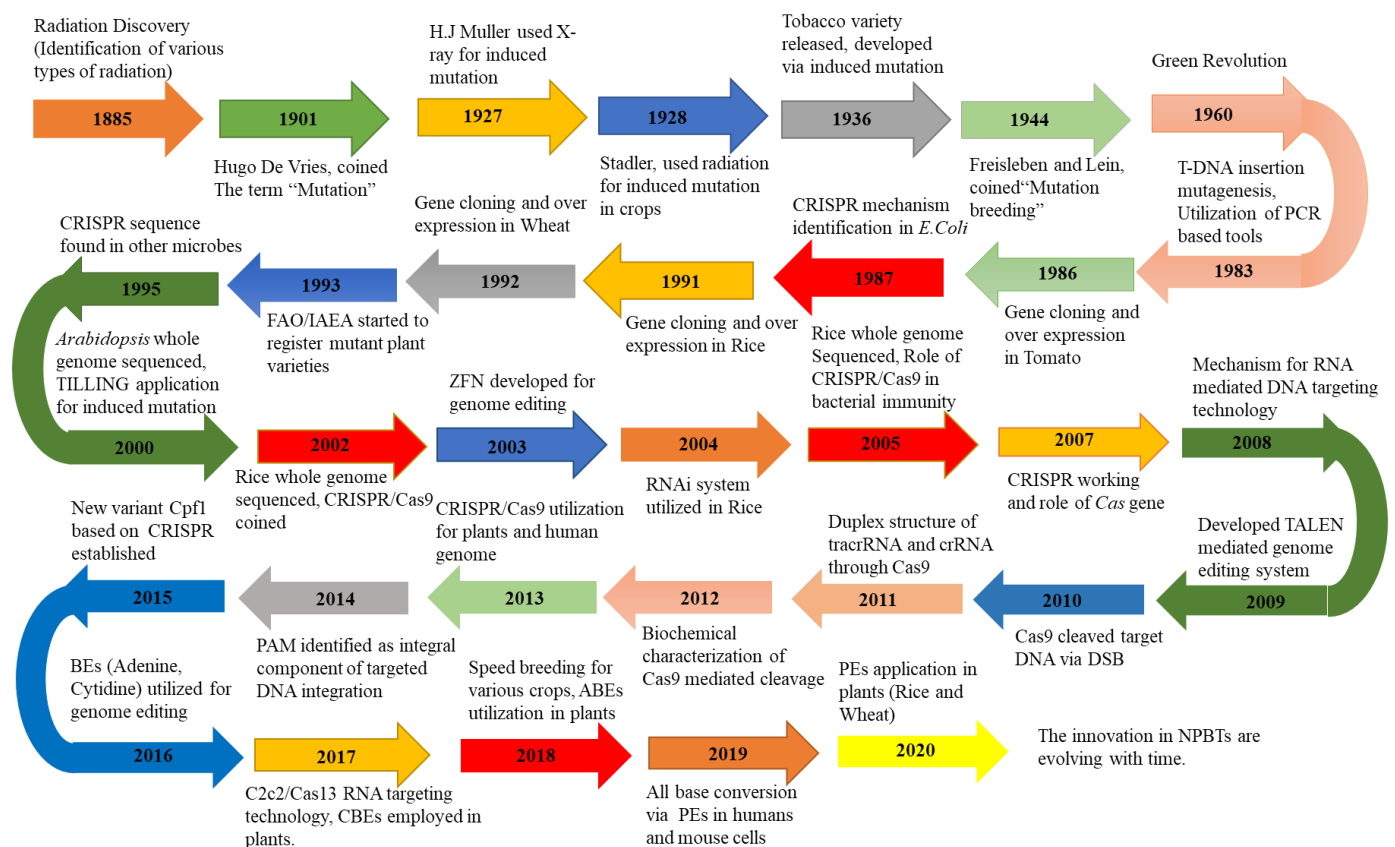 Radiation Discovery
(Identification of various
types of radiation)
1885
1901
Hugo De Vries, coined
The term “Mutation”
H.J Muller used X-
ray for induced
mutation
1927
1928
Stadler, used radiation
for induced mutation
in crops
Tobacco variety
released, developed
via induced mutation
1936
1944
Freisleben and Lein,
coined“Mutation
breeding”
Green Revolution
1960
T-DNA insertion
mutagenesis,
Utilization of PCR
based tools
1983
1986
Gene cloning and
over expression
in Tomato
CRISPR mechanism
identification in E.Coli
1987
1991
Gene cloning and over
expression in Rice
Gene cloning and over
expression in Wheat
1992
1993
FAO/IAEA started to
register mutant plant
varieties
CRISPR sequence
found in other microbes
1995
Arabidopsis whole
genome sequenced,
TILLING application
for induced mutation
2000
2002
Rice whole genome
sequenced, CRISPR/Cas9
coined
ZFN developed for
genome editing
2003
2004
RNAi system
utilized in Rice
Rice whole genome
Sequenced, Role of
CRISPR/Cas9 in
bacterial immunity
2005
2007
CRISPR working
and role of Cas gene
Mechanism for RNA
mediated DNA targeting
technology
2008
Developed TALEN
mediated genome
editing system
2009
2010
Cas9 cleaved target
DNA via DSB
Duplex structure of
tracrRNA and crRNA
through Cas9
2011
2012
Biochemical
characterization of
Cas9 mediated cleavage
CRISPR/Cas9 utilization
for plants and human
genome
2013
2014
PAM identified as integral
component of targeted
DNA integration
New variant Cpf1
based on CRISPR
established
2015
BEs (Adenine,
Cytidine) utilized for
genome editing
2016
2017
C2c2/Cas13 RNA targeting
technology, CBEs employed in
plants.
Speed breeding for
various crops, ABEs
utilization in plants
2018
2019
All base conversion
via PEs in humans
and mouse cells
PEs application in
plants (Rice and
Wheat)
2020
The innovation in NPBTs are
evolving with time.